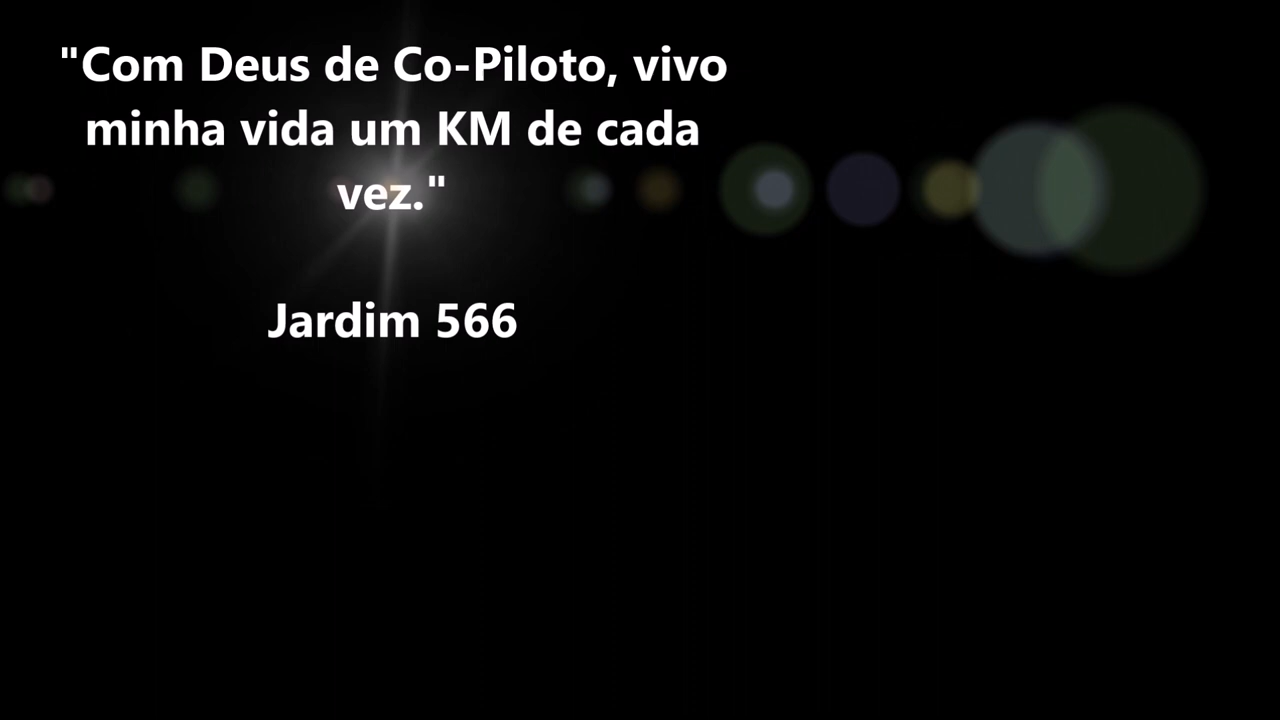 "Com Deus de Co-Piloto, vivo
minha vida um KM de cada
vez."
Jardim 566